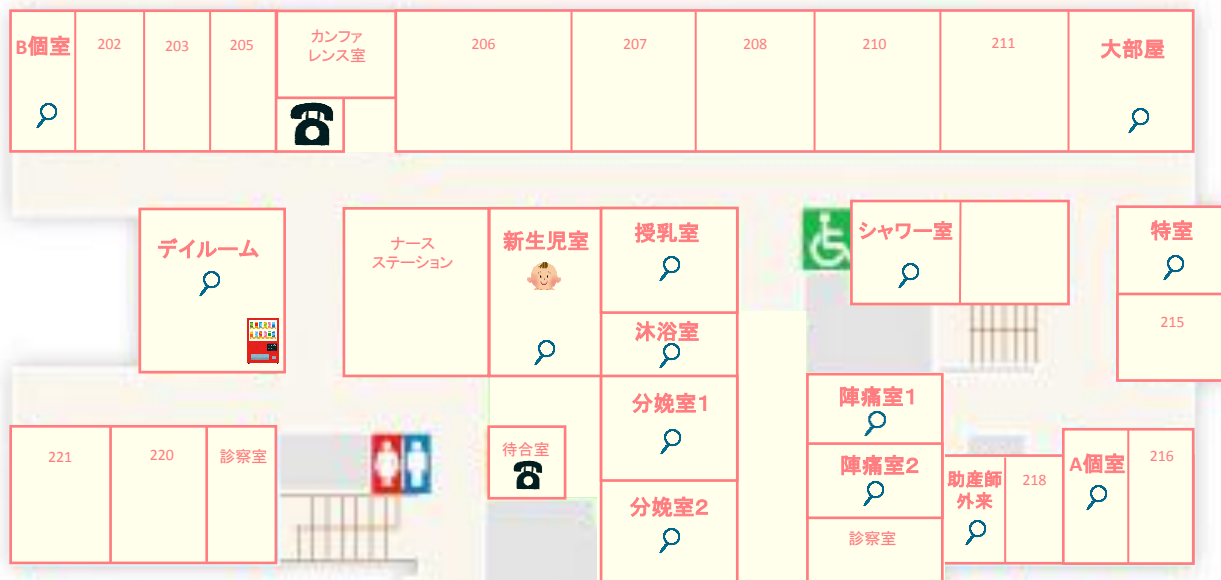 B個室
202
203
205
カンファ
レンス室
206
207
208
210
211
大部屋
デイルーム
ナース
ステーション
新生児室
授乳室
沐浴室
シャワー室
特室
215
分娩室1
陣痛室1
221
220
診察室
待合室
分娩室2
陣痛室2
診察室
助産師
外来
218
A個室
216